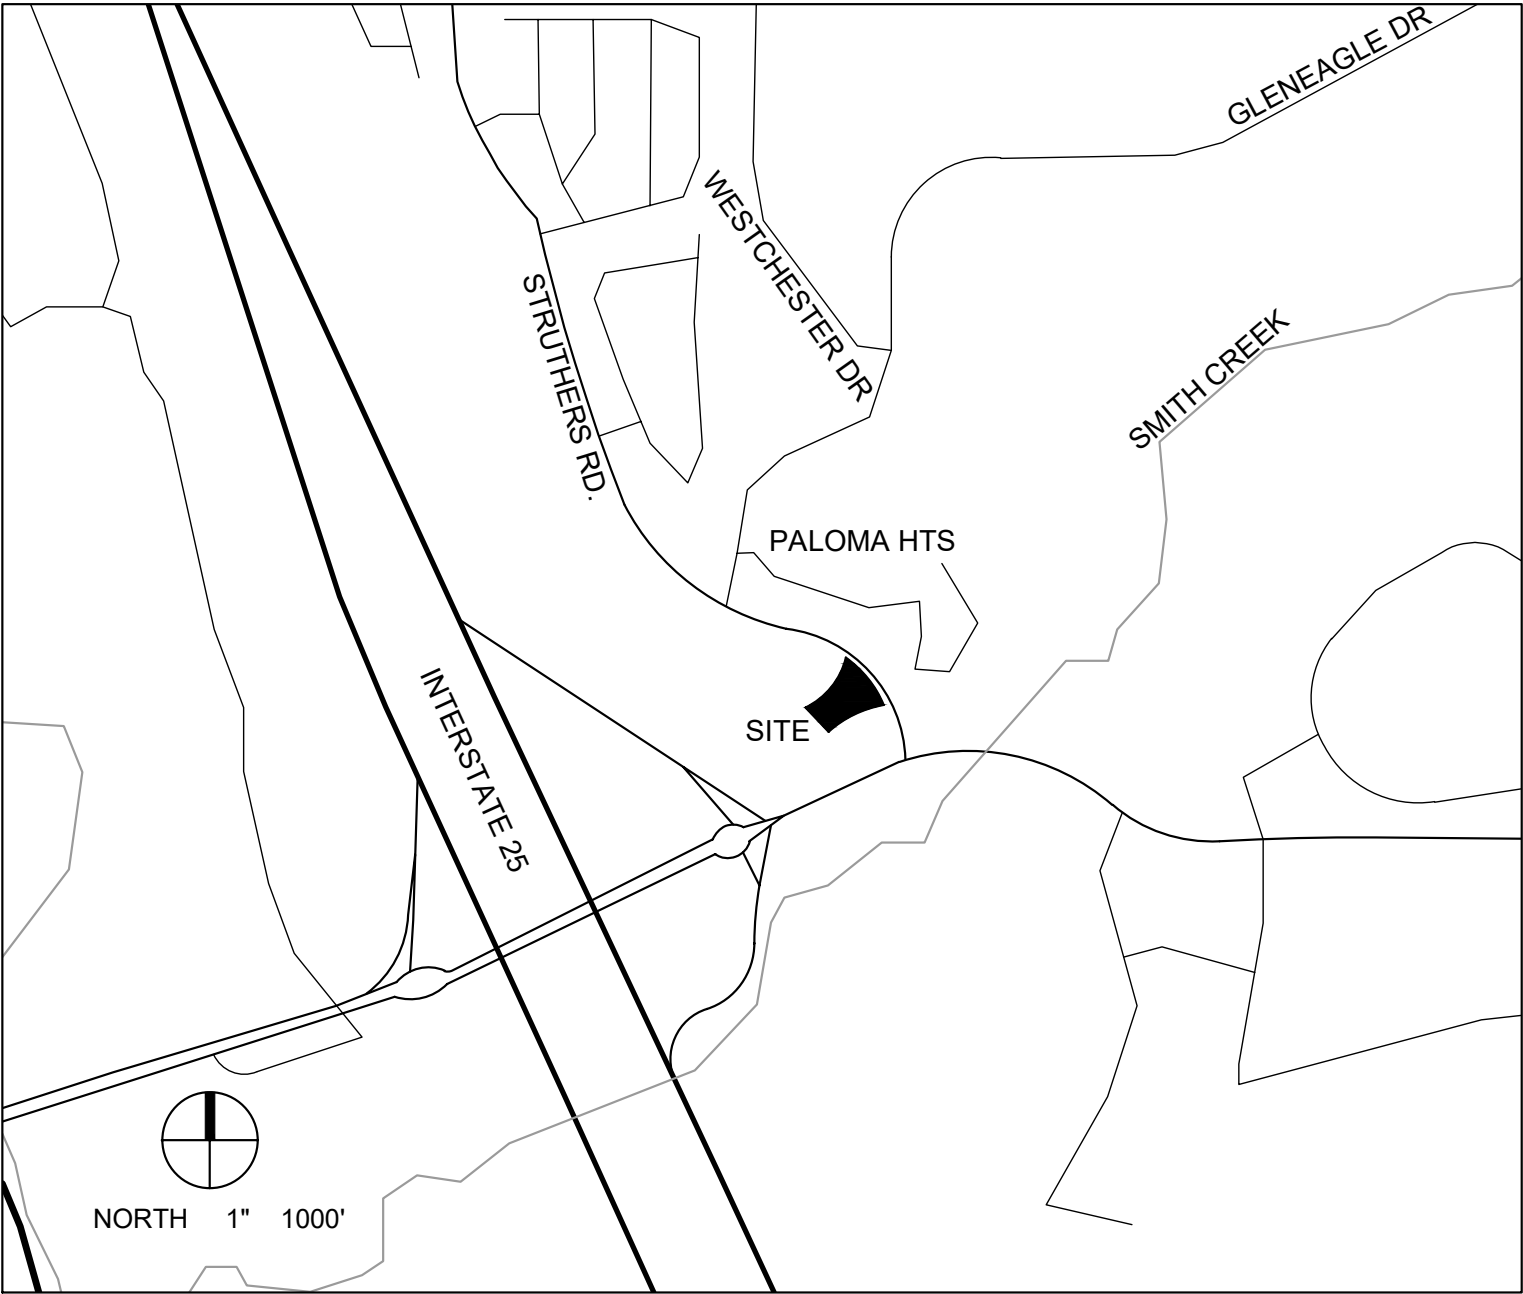 GLENEAGLE DR
WESTCHESTER DR
STRUTHERS RD.
SMITH CREEK
PALOMA HTS
SITE
INTERSTATE 25
NORTH 1" 1000'